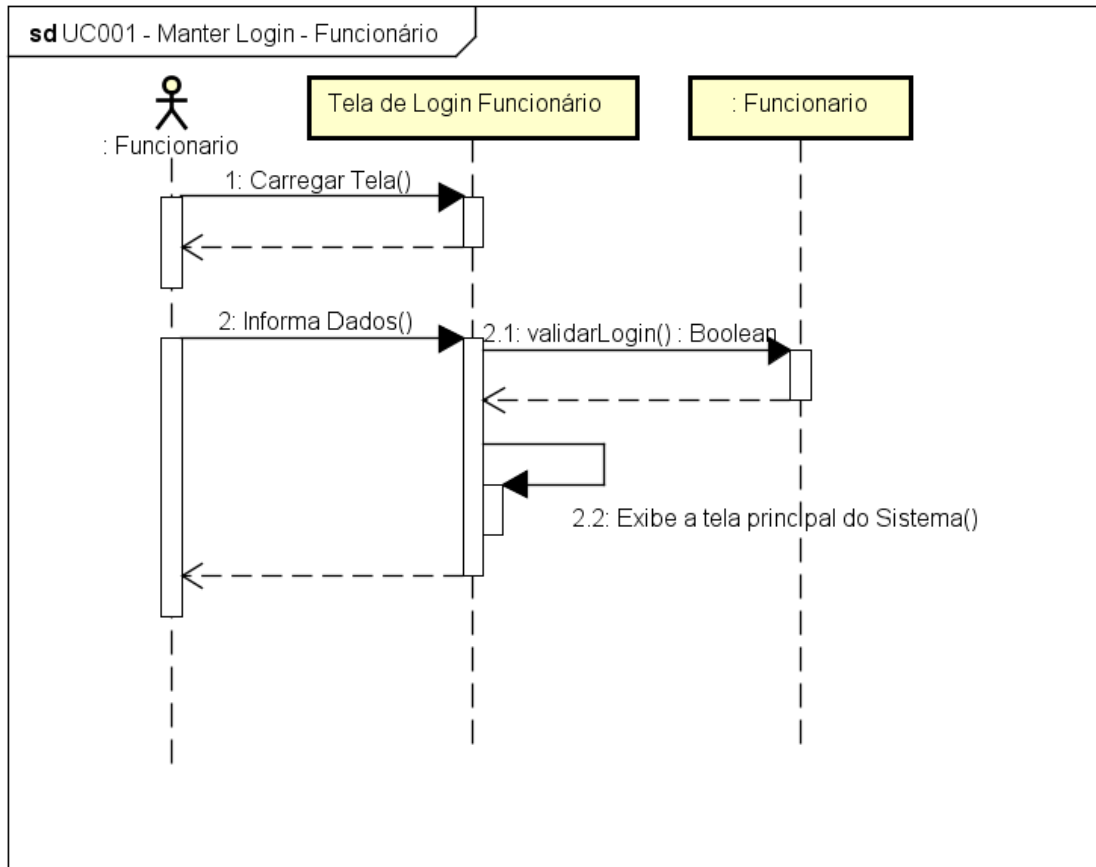 sd UC001 - Manter Login - Funcionário
: Funcionario
Tela de Login Funcionário
: Funcionario
1: Carregar Tela()
2: Informa Dados()
2.1: validarLogin() : Boolean
2.2: Exibe a tela principal do Sistema()